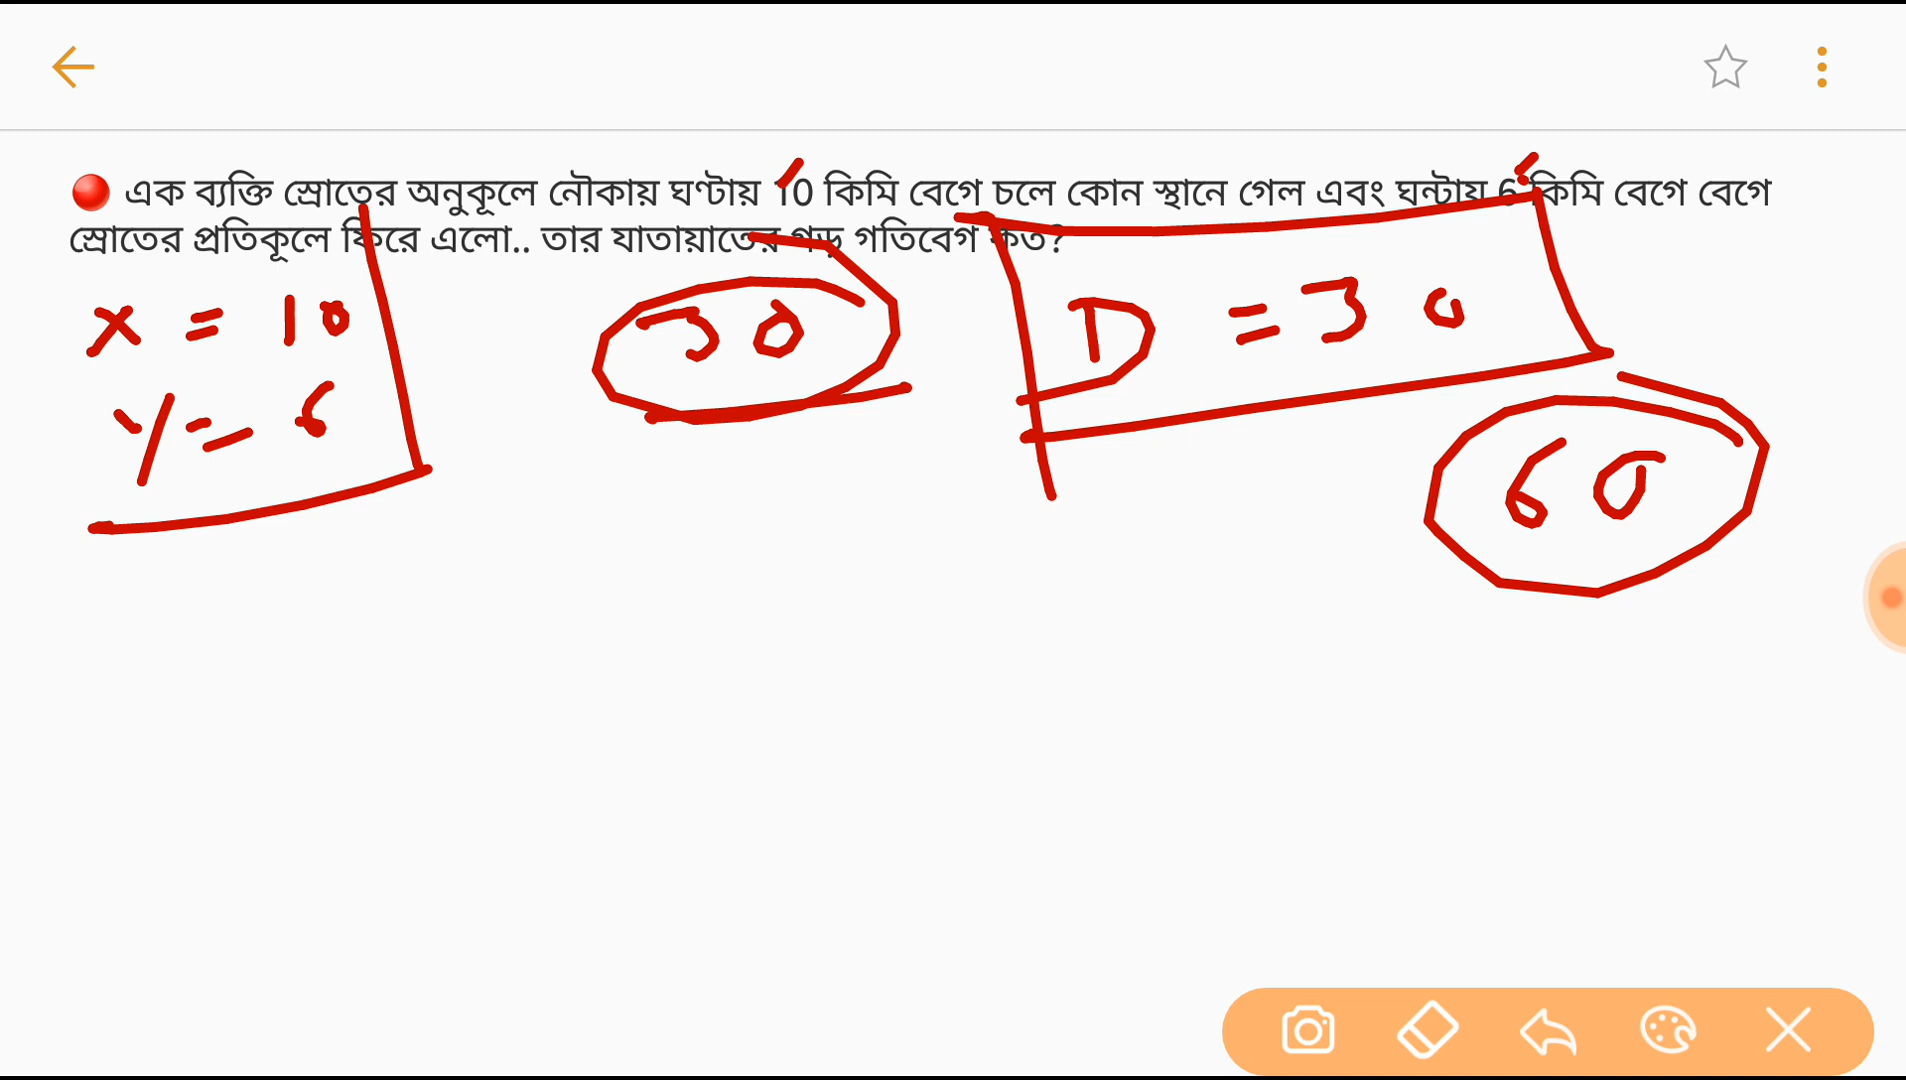 এক ব্যক্তি স্রোতের অনুকূলে নৌকায় ঘণ্টায় 10 কিমি বেগে চলে কোন স্থানে গেল এবং ঘন্টায় 6 কিমি বেগে বেগে
স্রোতের প্রতিকূলে ফিরে এলো.. তার যাতায়াতের গড় গতিবেগ কত?
x = 10
y = 6
30
D = 30
60